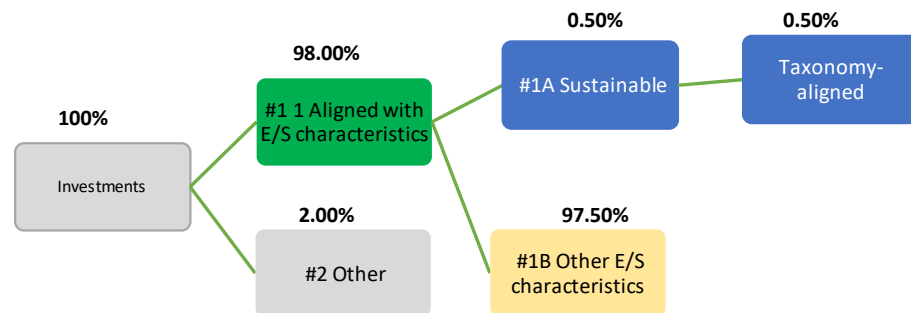 0.50%
0.50%
98.00%
#1A Sustainable
Taxonomy-
aligned
#1 1 Aligned with
E/S characteristics
100%
Investments
2.00%
97.50%
#2 Other
#1B Other E/S
characteristics